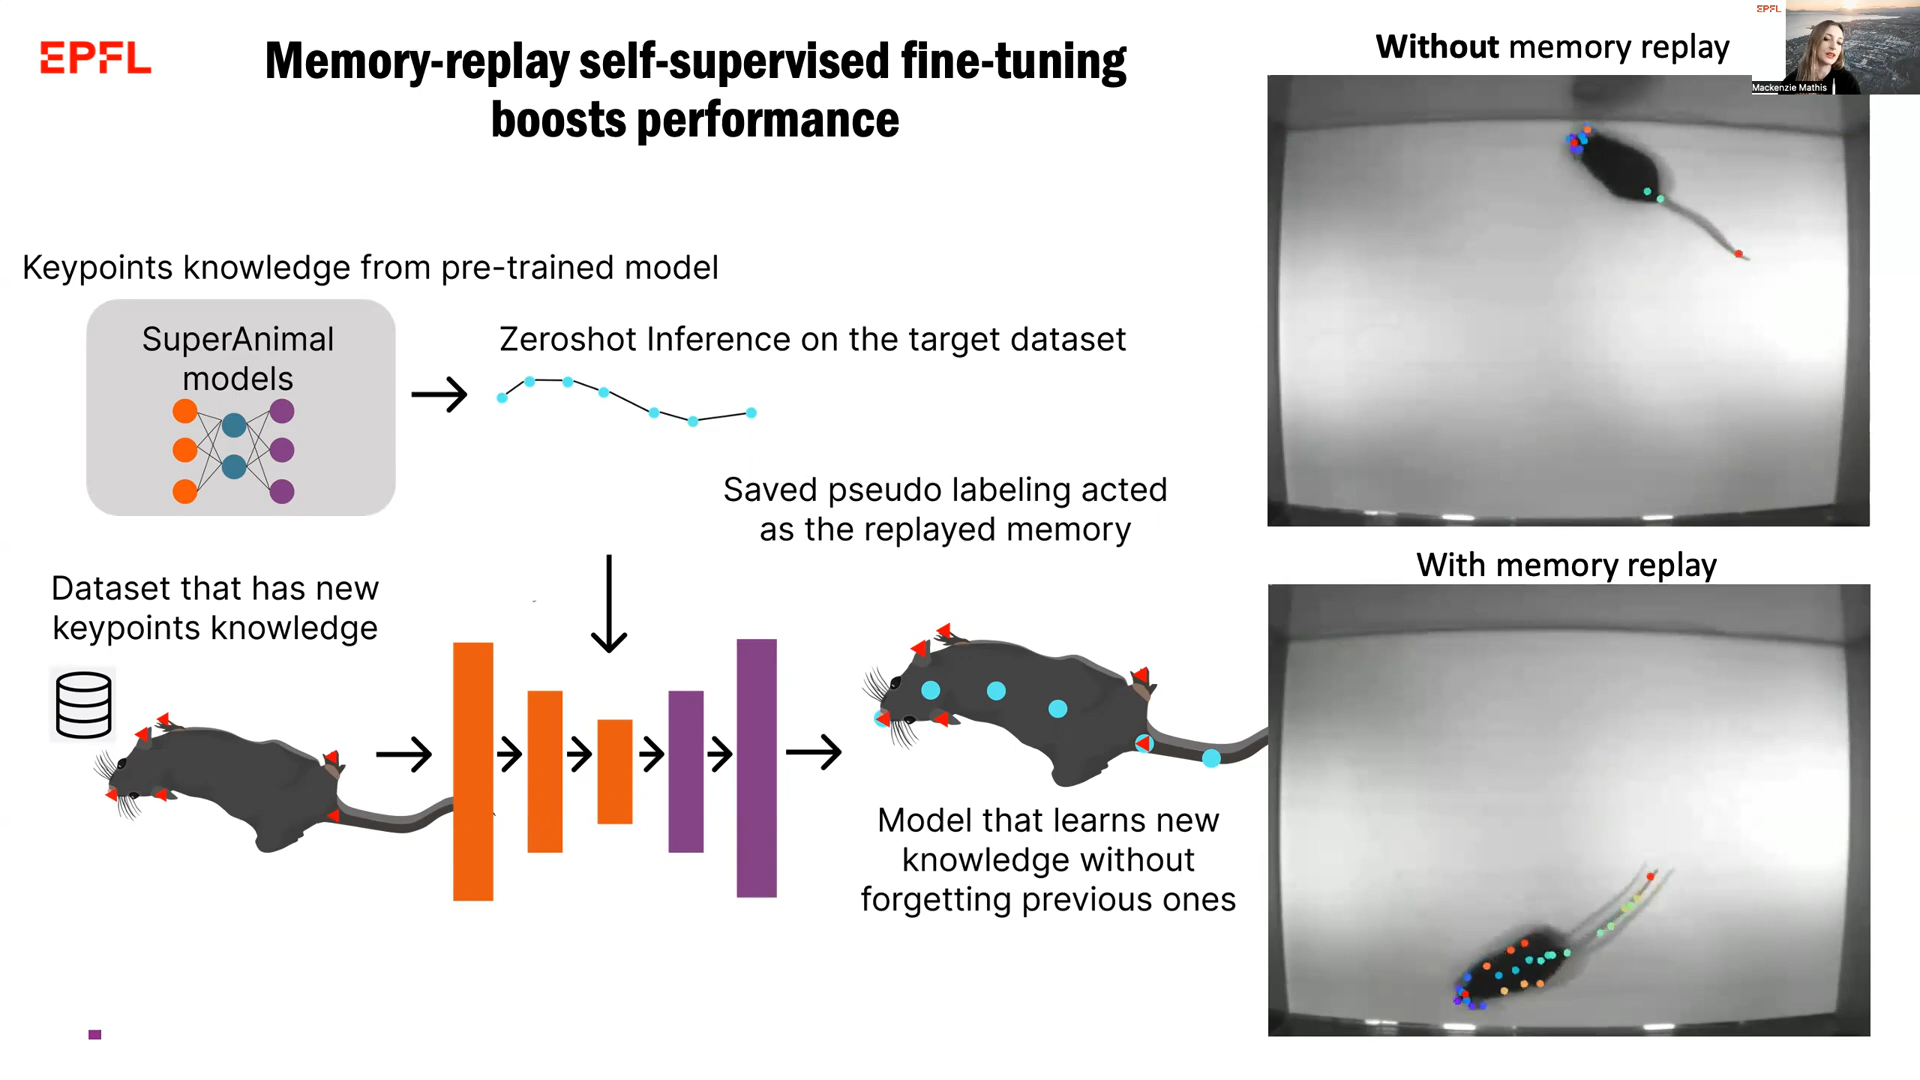 EPFL
Memory-replay self-supervised fine-tuning
boosts performance
Without memory replay
EPFL
Mackenzie Mathis
Keypoints knowledge from pre-trained model
SuperAnimal
models
Zeroshot Inference on the target dataset
Saved pseudo labeling acted
as the replayed memory
Dataset that has new
keypoints knowledge
Model that learns new
knowledge without
forgetting previous ones
With memory replay